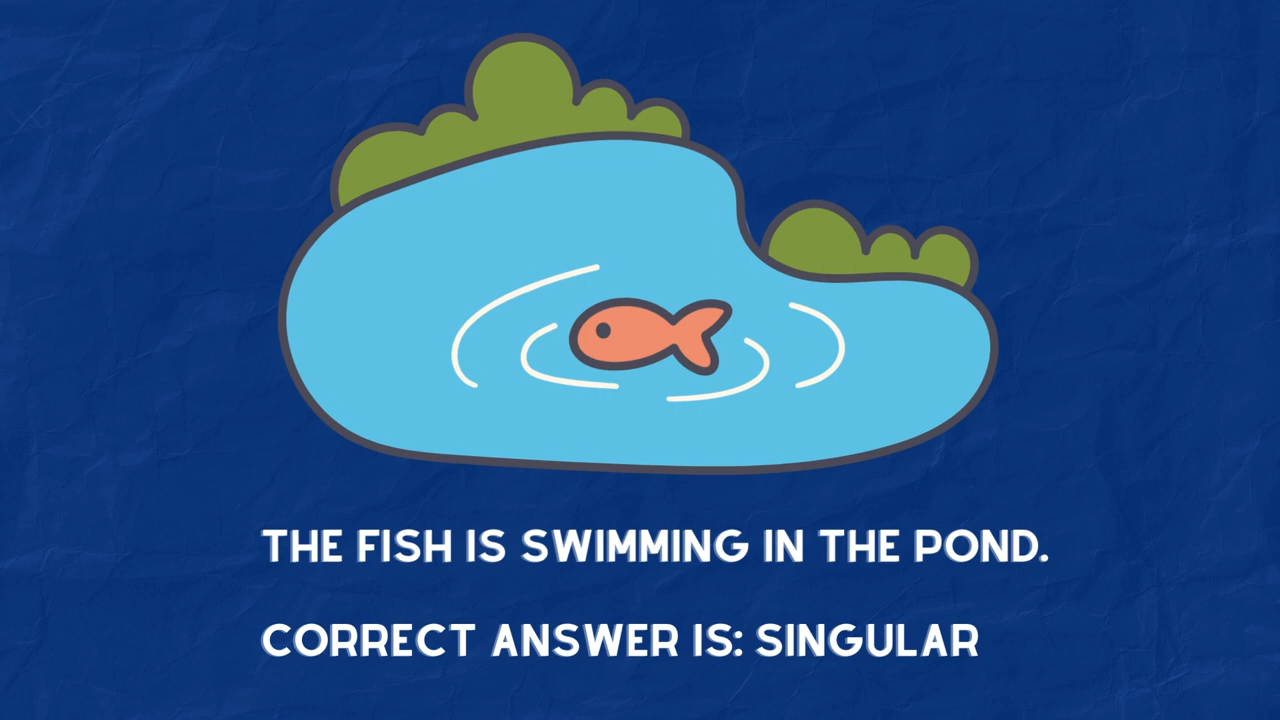 THE FISH IS SWIMMING IN THE POND.
CORRECT ANSWER IS: SINGULAR